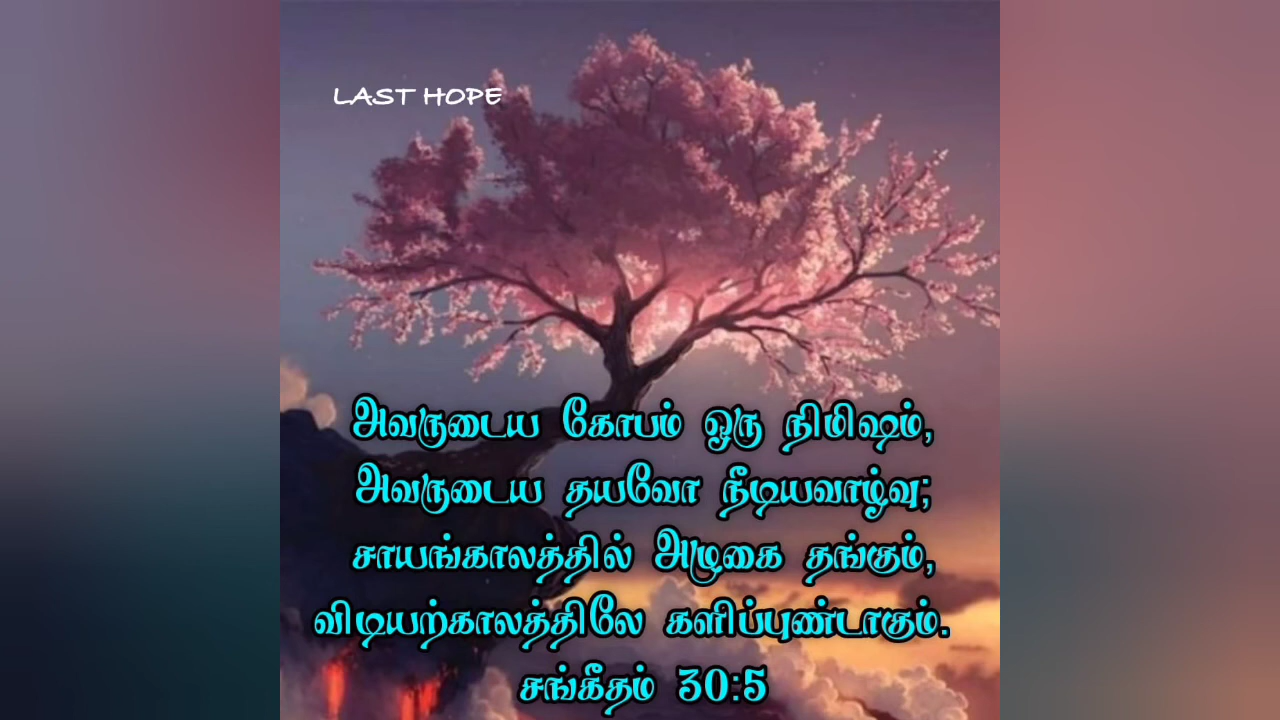 LAST HOPE
அவருடைய கோபம் ஒரு நிமிஷம்,
அவருடைய தயவோ நீடியவாழ்வு;
சாயங்காலத்தில் அழுகை தங்கும்,
விடியற்காலத்திலே களிப்புண்டாகும்.
சங்கீதம் 30:5